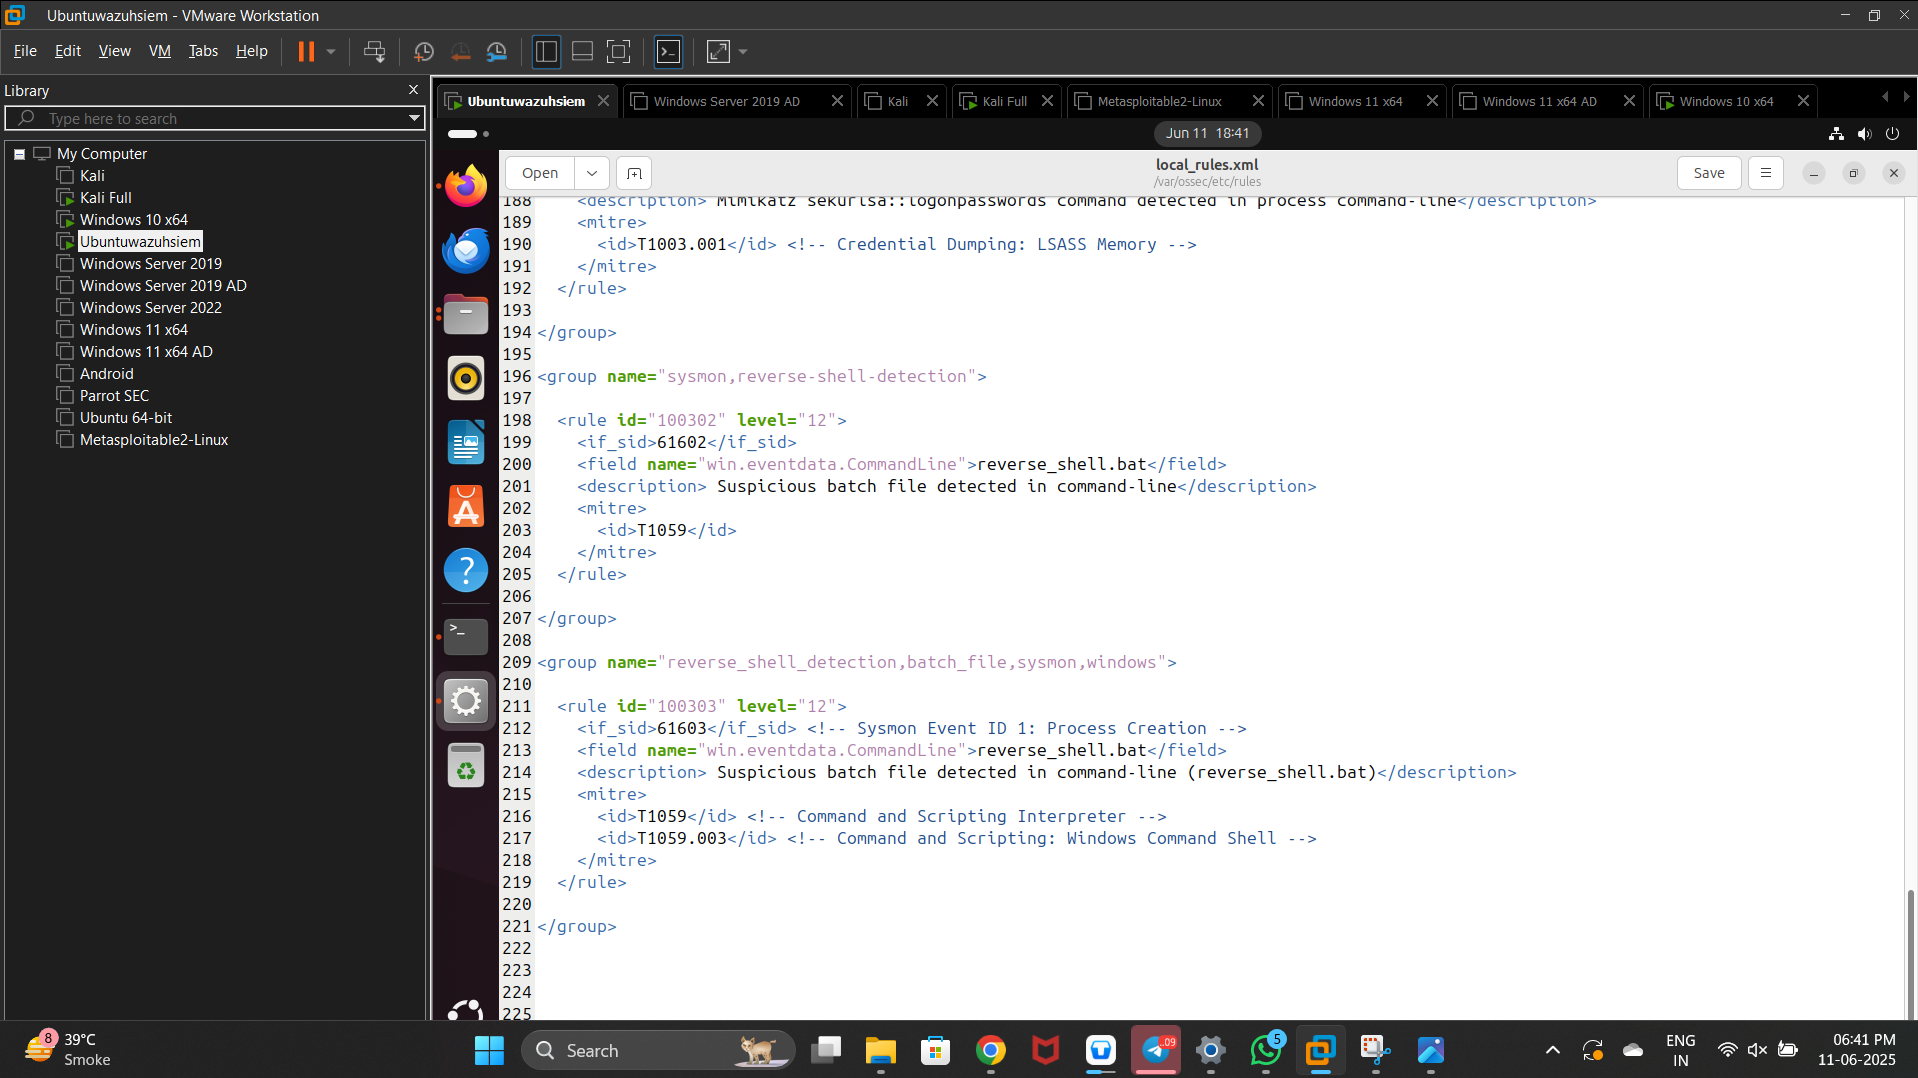 Ubuntuwazuhsiem - VMware Workstation
File Edit View VM Tabs Help
Library
Type here to search
My Computer
Kali
Kali Full
Windows 10 x64
Ubuntuwazuhsiem
Windows Server 2019
Windows Server 2019 AD
Windows Server 2022
Windows 11 x64
Windows 11 x64 AD
Android
Parrot SEC
Ubuntu 64-bit
Metasploitable2-Linux
Ubuntuwazuhsiem Windows Server 2019 AD Kali Kali Full Metasploitable2-Linux Windows 11 x64 Windows 11 x64 AD Windows 10 x64
Jun 11 18:41
Open
local_rules.xml
/var/ossec/etc/rules
Save
188 <description> Mimikatz sekurlsa::logonpasswords command detected in process command-line</description>
189 <mitre>
190 <id>T1003.001</id> <!-- Credential Dumping: LSASS Memory -->
191 </mitre>
192 </rule>
193
194 </group>
195
196 <group name="sysmon,reverse-shell-detection">
197
198 <rule id="100302" level="12">
199 <if_sid>61602</if_sid>
200 <field name="win.eventdata.CommandLine">reverse_shell.bat</field>
201 <description> Suspicious batch file detected in command-line</description>
202 <mitre>
203 <id>T1059</id>
204 </mitre>
205 </rule>
206
207 </group>
208
209 <group name="reverse_shell_detection,batch_file,sysmon,windows">
210
211 <rule id="100303" level="12">
212 <if_sid>61603</if_sid> <!-- Sysmon Event ID 1: Process Creation -->
213 <field name="win.eventdata.CommandLine">reverse_shell.bat</field>
214 <description> Suspicious batch file detected in command-line (reverse_shell.bat)</description>
215 <mitre>
216 <id>T1059</id> <!-- Command and Scripting Interpreter -->
217 <id>T1059.003</id> <!-- Command and Scripting: Windows Command Shell -->
218 </mitre>
219 </rule>
220
221 </group>
222
223
224
225
8
39°C
Smoke
Search
.09
5
ENG
IN
06:41 PM
11-06-2025